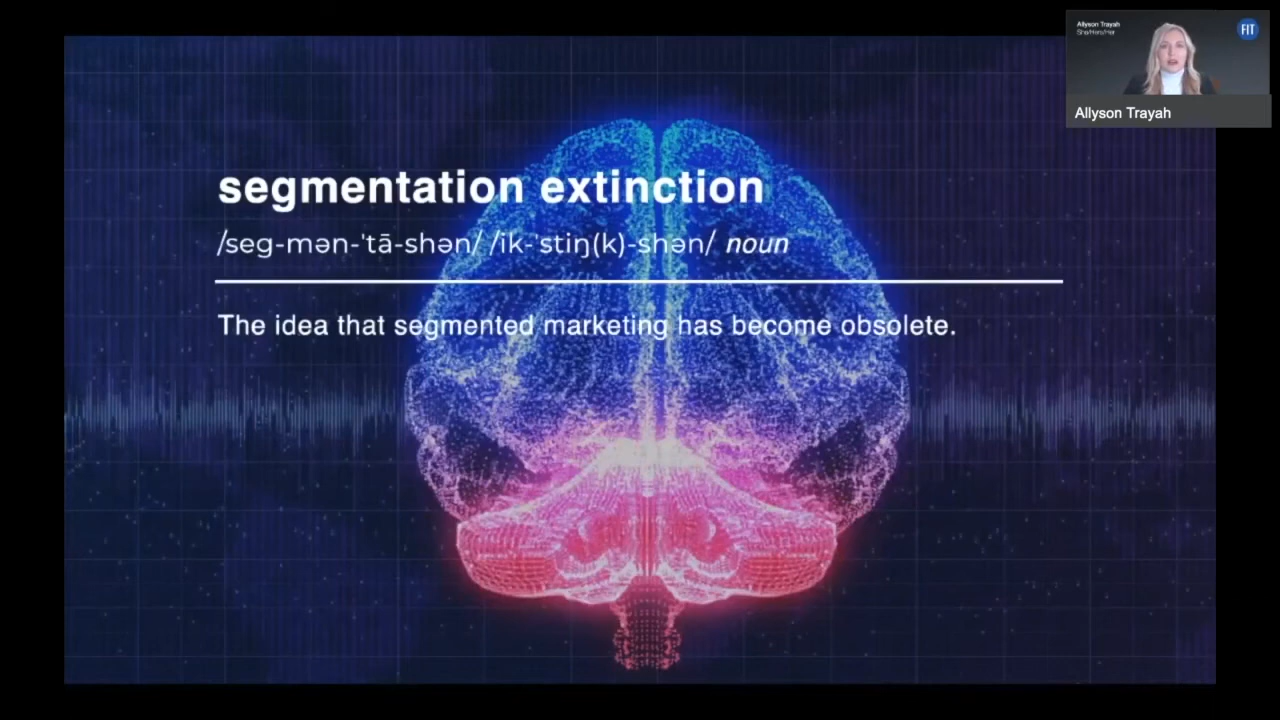 Allyson Trayah
She/Hers/Her
FIT
Allyson Trayah
segmentation extinction
/seg-mən-ˈtā-shən/ /ik-ˈstiŋ(k)-shən/ noun
The idea that segmented marketing has become obsolete.